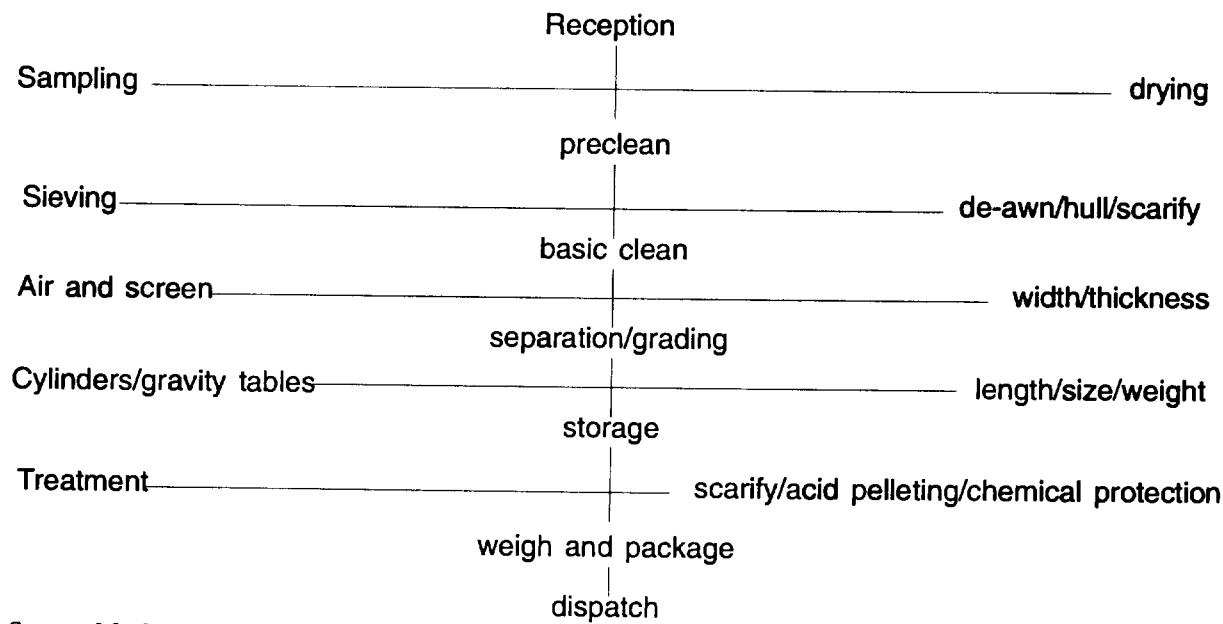 Reception
Sampling drying
preclean
Sieving de-awn/hull/scarify
basic clean
Air and screen width/thickness
separation/grading
Cylinders/gravity tables length/size/weight
storage
Treatment scarify/acid pelleting/chemical protection
weigh and package
dispatch